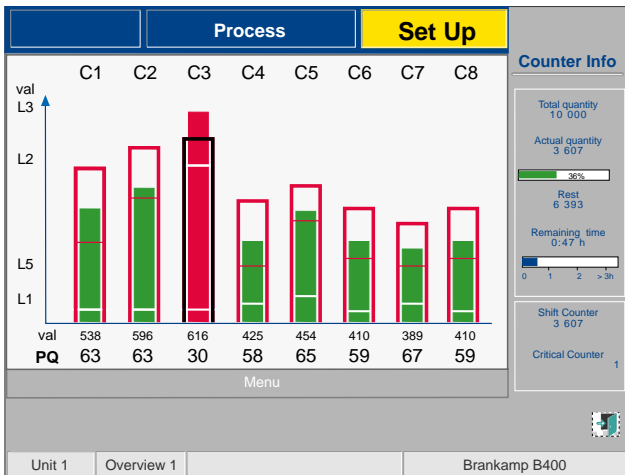 Process
Set Up
Counter Info
C1 C2 C3 C4 C5 C6 C7 C8
val
L3
L2
L5
L1
val 538 596 616 425 454 410 389 410
PQ 63 63 30 58 65 59 67 59
Menu
Total quantity
10 000
Actual quantity
3 607
36%
Rest
6 393
Remaining time
0:47 h
0 1 2 > 3h
Shift Counter
3 607
Critical Counter
1
Unit 1
Overview 1
Brankamp B400